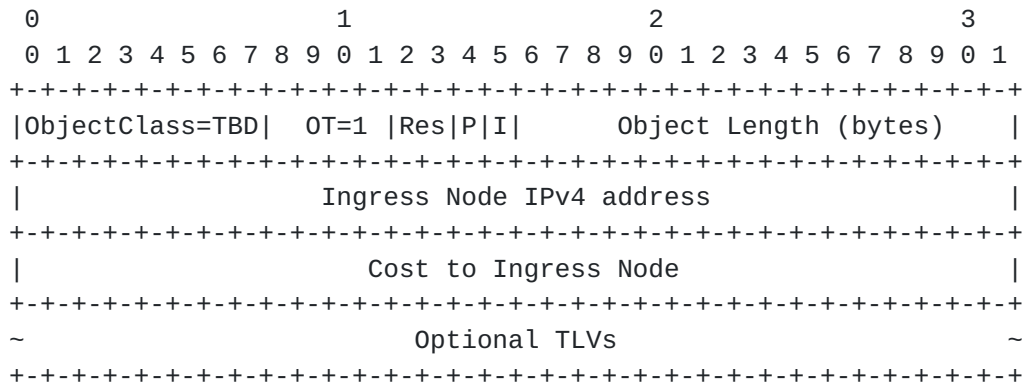 0                   1                   2                   3
 0 1 2 3 4 5 6 7 8 9 0 1 2 3 4 5 6 7 8 9 0 1 2 3 4 5 6 7 8 9 0 1
+-+-+-+-+-+-+-+-+-+-+-+-+-+-+-+-+-+-+-+-+-+-+-+-+-+-+-+-+-+-+-+-+
|ObjectClass=TBD|  OT=1 |Res|P|I|      Object Length (bytes)    |
+-+-+-+-+-+-+-+-+-+-+-+-+-+-+-+-+-+-+-+-+-+-+-+-+-+-+-+-+-+-+-+-+
|                   Ingress Node IPv4 address                   |
+-+-+-+-+-+-+-+-+-+-+-+-+-+-+-+-+-+-+-+-+-+-+-+-+-+-+-+-+-+-+-+-+
|                      Cost to Ingress Node                     |
+-+-+-+-+-+-+-+-+-+-+-+-+-+-+-+-+-+-+-+-+-+-+-+-+-+-+-+-+-+-+-+-+
~                         Optional TLVs                         ~
+-+-+-+-+-+-+-+-+-+-+-+-+-+-+-+-+-+-+-+-+-+-+-+-+-+-+-+-+-+-+-+-+